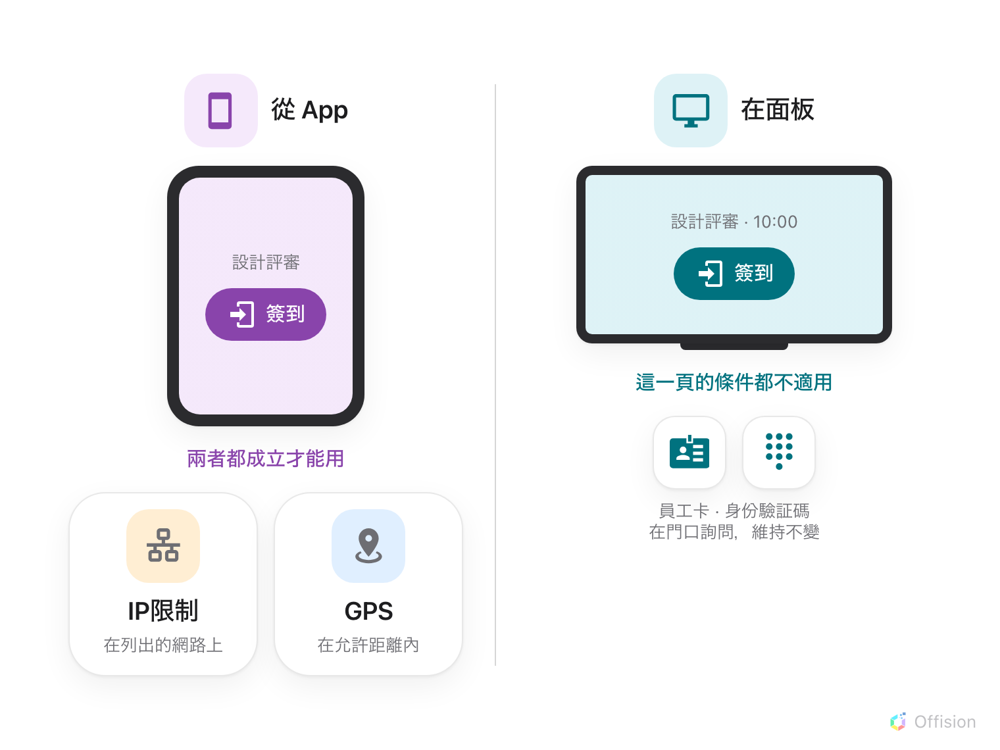 從 App
設計評審
簽到
兩者都成立才能用
IP限制
在列出的網路上
GPS
在允許距離內
在面板
設計評審 · 10:00
簽到
這一頁的條件都不適用
員工卡 · 身份驗証碼
在門口詢問，維持不變
Offision